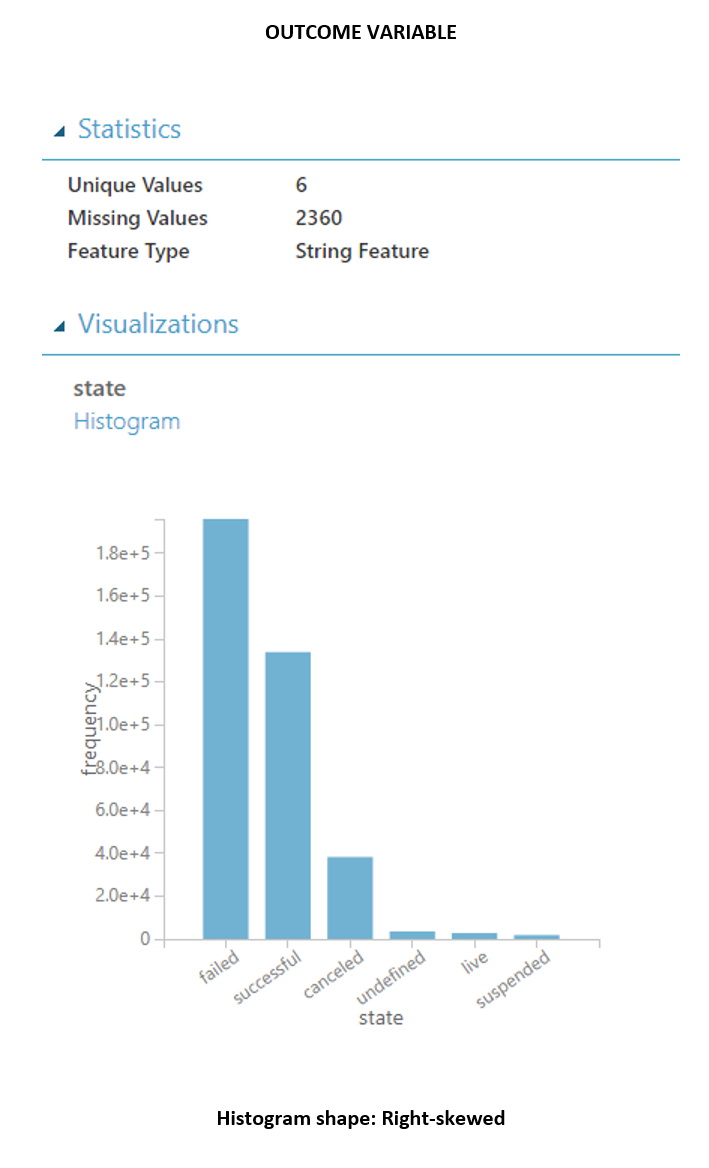 OUTCOME VARIABLE
Statistics
Unique Values 6
Missing Values 2360
Feature Type String Feature
Visualizations
state
Histogram
1.8e+5
1.6e+5
1.4e+5
1.2e+5
1.0e+5
8.0e+4
6.0e+4
4.0e+4
2.0e+4
0
frequency
failed
successful
canceled
undefined
live
suspended
state
Histogram shape: Right-skewed